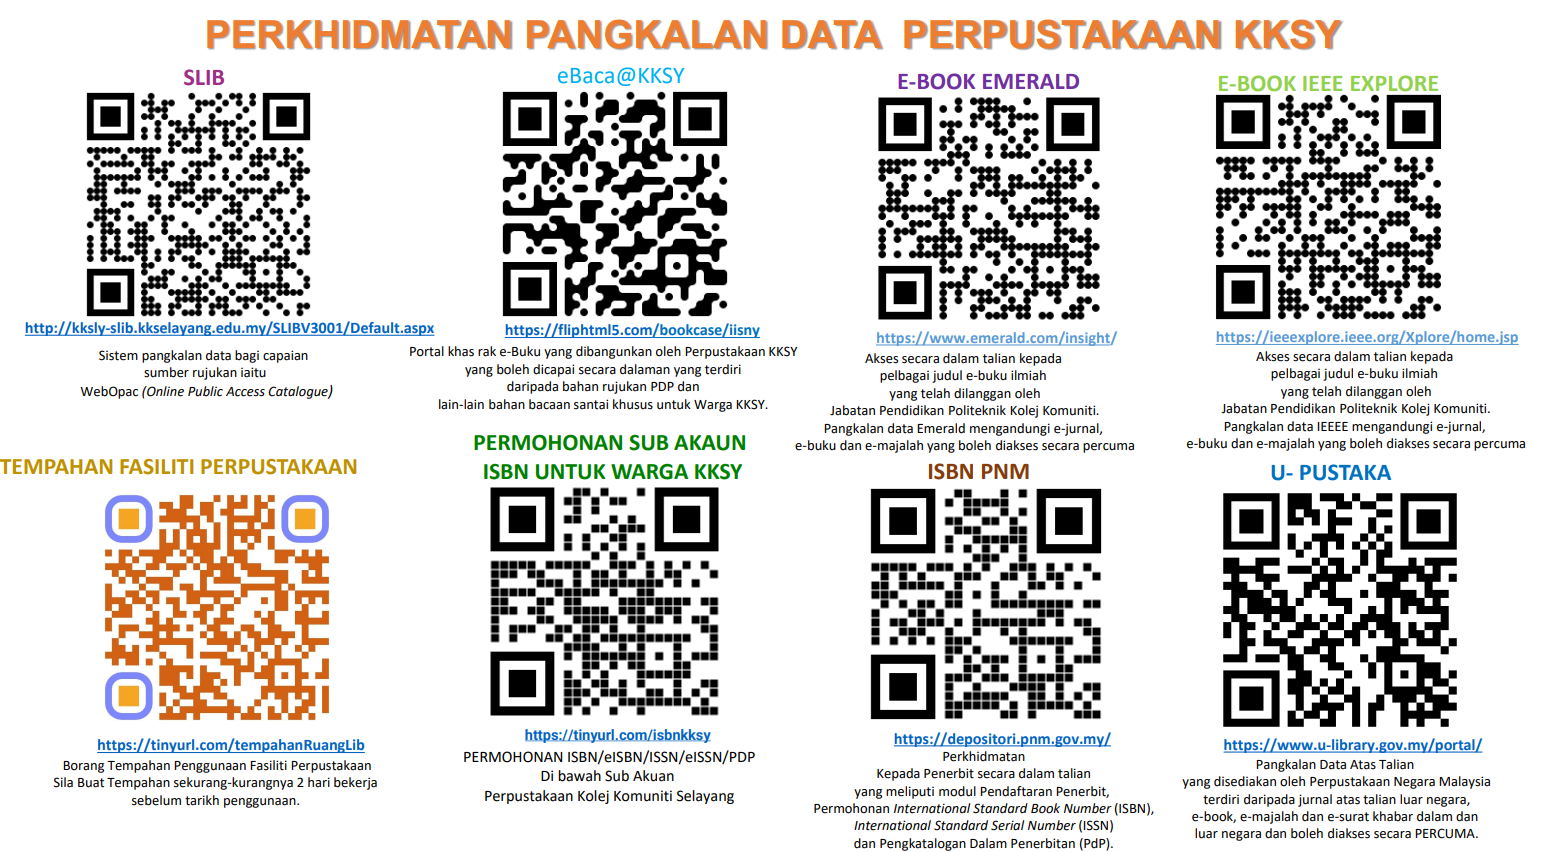 PERKHIDMATAN PANGKALAN DATA PERPUSTAKAAN KKSY
SLIB
http://kksly-slib.kkselayang.edu.my/SLIBV3001/Default.aspx
Sistem pangkalan data bagi capaian
sumber rujukan iaitu
WebOpac (Online Public Access Catalogue)
eBaca@KKSY
https://fliphtml5.com/bookcase/iisny
Portal khas rak e-Buku yang dibangunkan oleh Perpustakaan KKSY
yang boleh dicapai secara dalaman yang terdiri
daripada bahan rujukan PDP dan
lain-lain bahan bacaan santai khusus untuk Warga KKSY.
E-BOOK EMERALD
https://www.emerald.com/insight/
Akses secara dalam talian kepada
pelbagai judul e-buku ilmiah
yang telah dilanggan oleh
Jabatan Pendidikan Politeknik Kolej Komuniti.
Pangkalan data Emerald mengandungi e-jurnal,
e-buku dan e-majalah yang boleh diakses secara percuma
E-BOOK IEEE EXPLORE
https://ieeexplore.ieee.org/Xplore/home.jsp
Akses secara dalam talian kepada
pelbagai judul e-buku ilmiah
yang telah dilanggan oleh
Jabatan Pendidikan Politeknik Kolej Komuniti.
Pangkalan data IEEEE mengandungi e-jurnal,
e-buku dan e-majalah yang boleh diakses secara percuma
TEMPAHAN FASILITI PERPUSTAKAAN
https://tinyurl.com/tempahanRuangLib
Borang Tempahan Penggunaan Fasiliti Perpustakaan
Sila Buat Tempahan sekurang-kurangnya 2 hari bekerja
sebelum tarikh penggunaan.
PERMOHONAN SUB AKAUN
ISBN UNTUK WARGA KKSY
https://tinyurl.com/isbnkksy
PERMOHONAN ISBN/eISBN/ISSN/eISSN/PDP
Di bawah Sub Akuan
Perpustakaan Kolej Komuniti Selayang
ISBN PNM
https://depositori.pnm.gov.my/
Perkhidmatan
Kepada Penerbit secara dalam talian
yang meliputi modul Pendaftaran Penerbit,
Permohonan International Standard Book Number (ISBN),
International Standard Serial Number (ISSN)
dan Pengkatalogan Dalam Penerbitan (PdP).
U- PUSTAKA
https://www.u-library.gov.my/portal/
Pangkalan Data Atas Talian
yang disediakan oleh Perpustakaan Negara Malaysia
terdiri daripada jurnal atas talian luar negara,
e-book, e-majalah dan e-surat khabar dalam dan
luar negara dan boleh diakses secara PERCUMA.